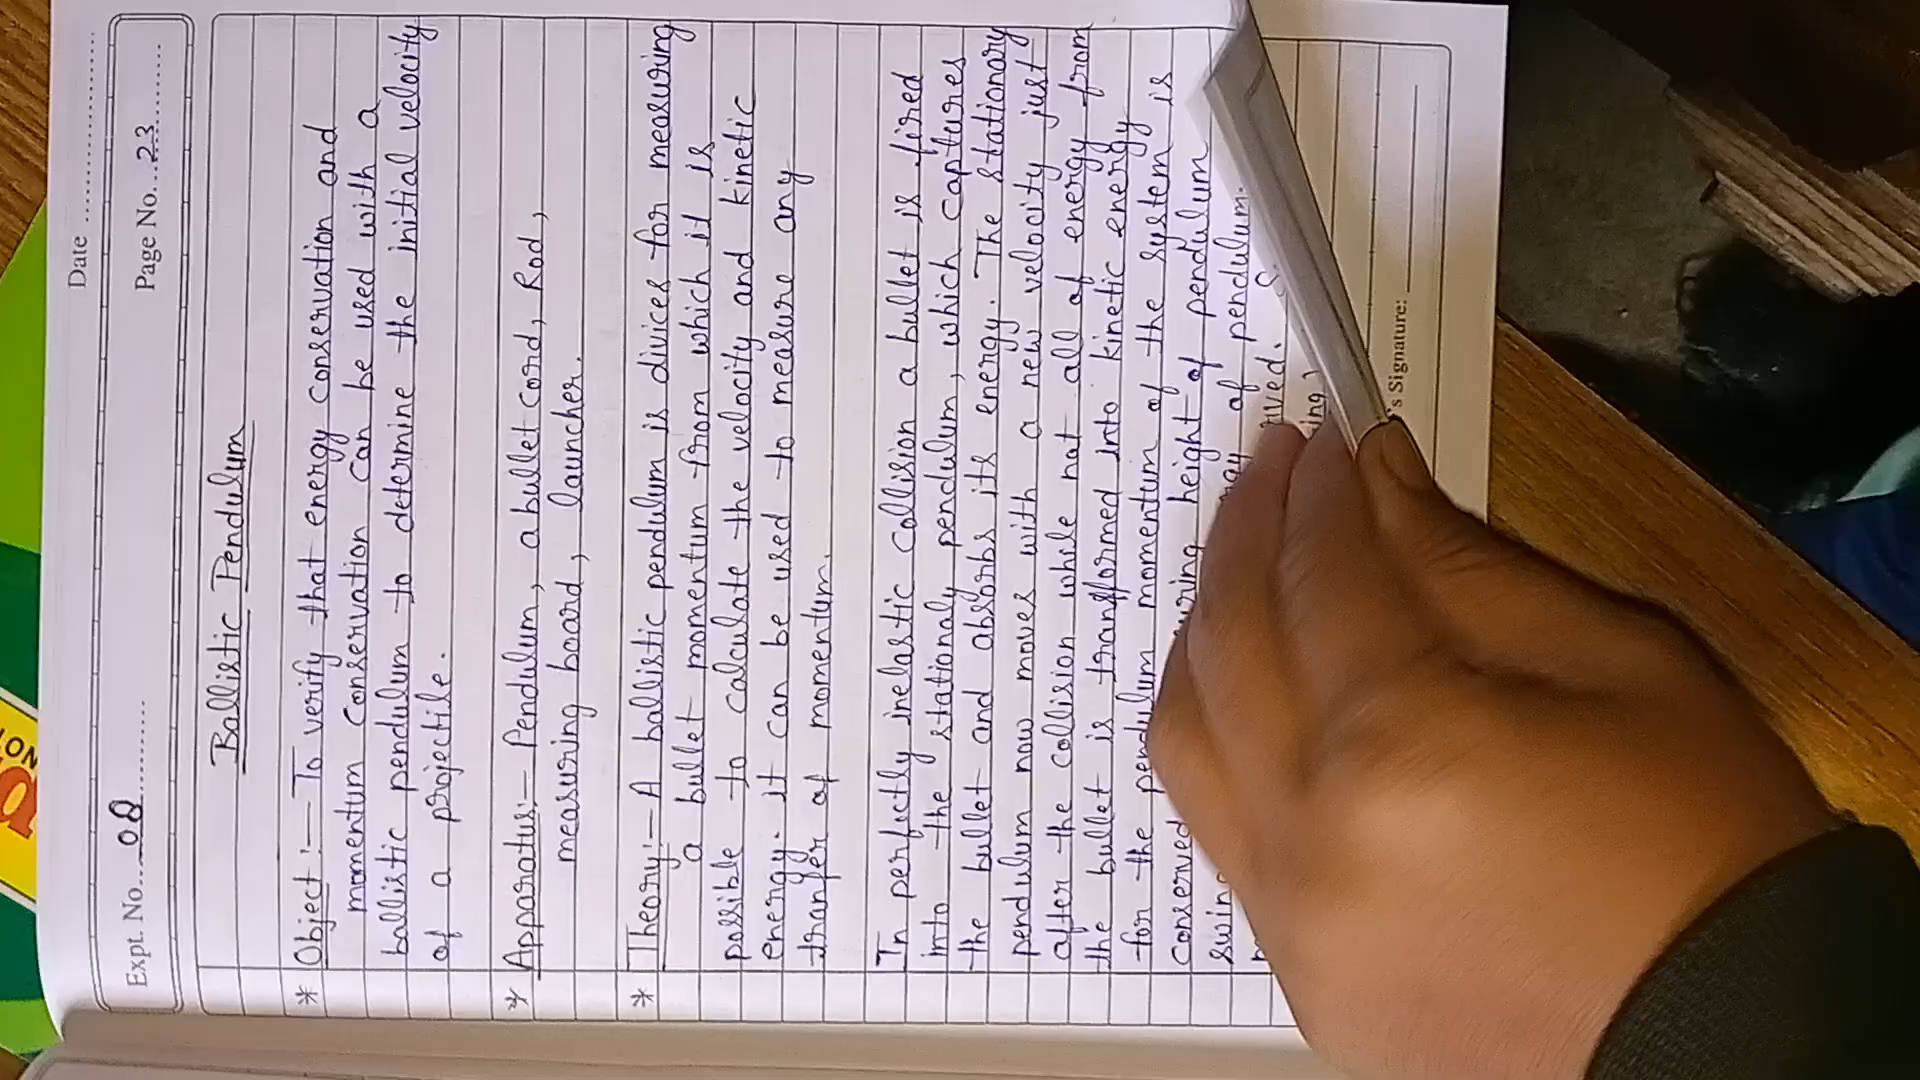 Date
Expt. No. 08
Page No. 23
Ballistic Pendulum
* Object :- To verify that energy conservation and
momentum conservation can be used with a
ballistic pendulum to determine the initial velocity
of a projectile.
* Apparatus:- Pendulum, a bullet cord, Rod,
measuring board, launcher.
* Theory:- A ballistic pendulum is divices for measuring
a bullet momentum from which it is
possible to calculate the velocity and kinetic
energy. it can be used to measure any
thranfer of momentum.
In perfectly inelastic collision a bullet is fired
into the stationaly pendulum, which captures
the bullet and absorbs its energy. The stationary
pendulum now moves with a new velocity just
after the collision while not all of energy from
the bullet is transformed into kinetic energy
for the pendulum momentum of the system is
conserved height of pendulum
swing of pendulum.
's Signature: